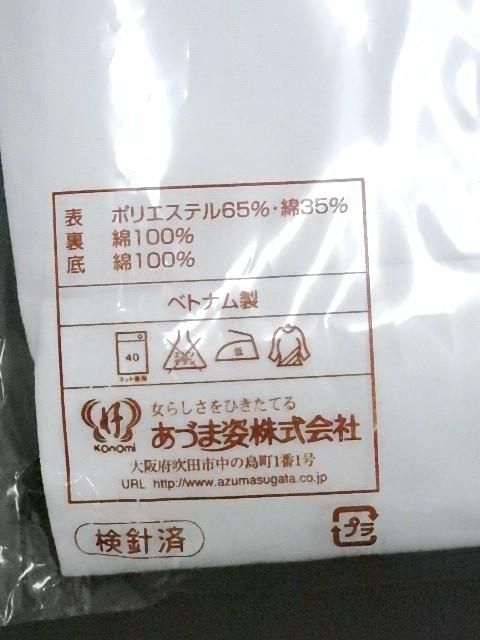 表 ポリエステル65%・綿35%
裏 綿100%
底 綿100%
ベトナム製
40
ネット使用
低
女らしさをひきたてる
Konomi
あづま姿株式会社
大阪府吹田市中の島町1番1号
URL http://www.azumasugata.co.jp
検針済
プラ